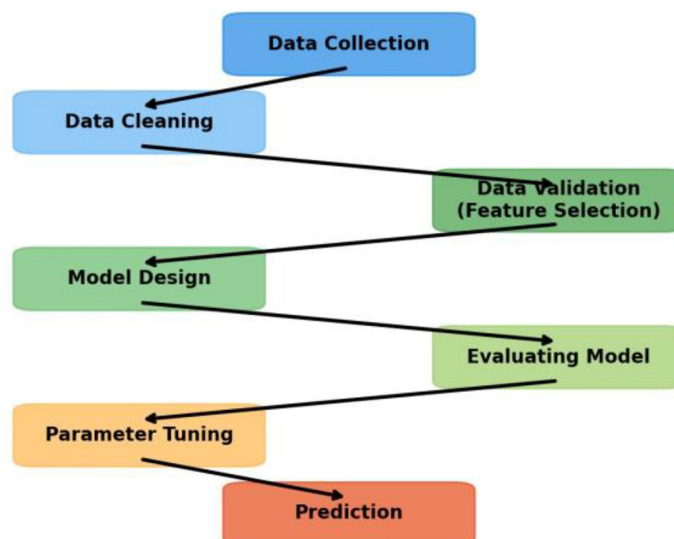 Data Collection
Data Cleaning
Data Validation
(Feature Selection)
Model Design
Evaluating Model
Parameter Tuning
Prediction